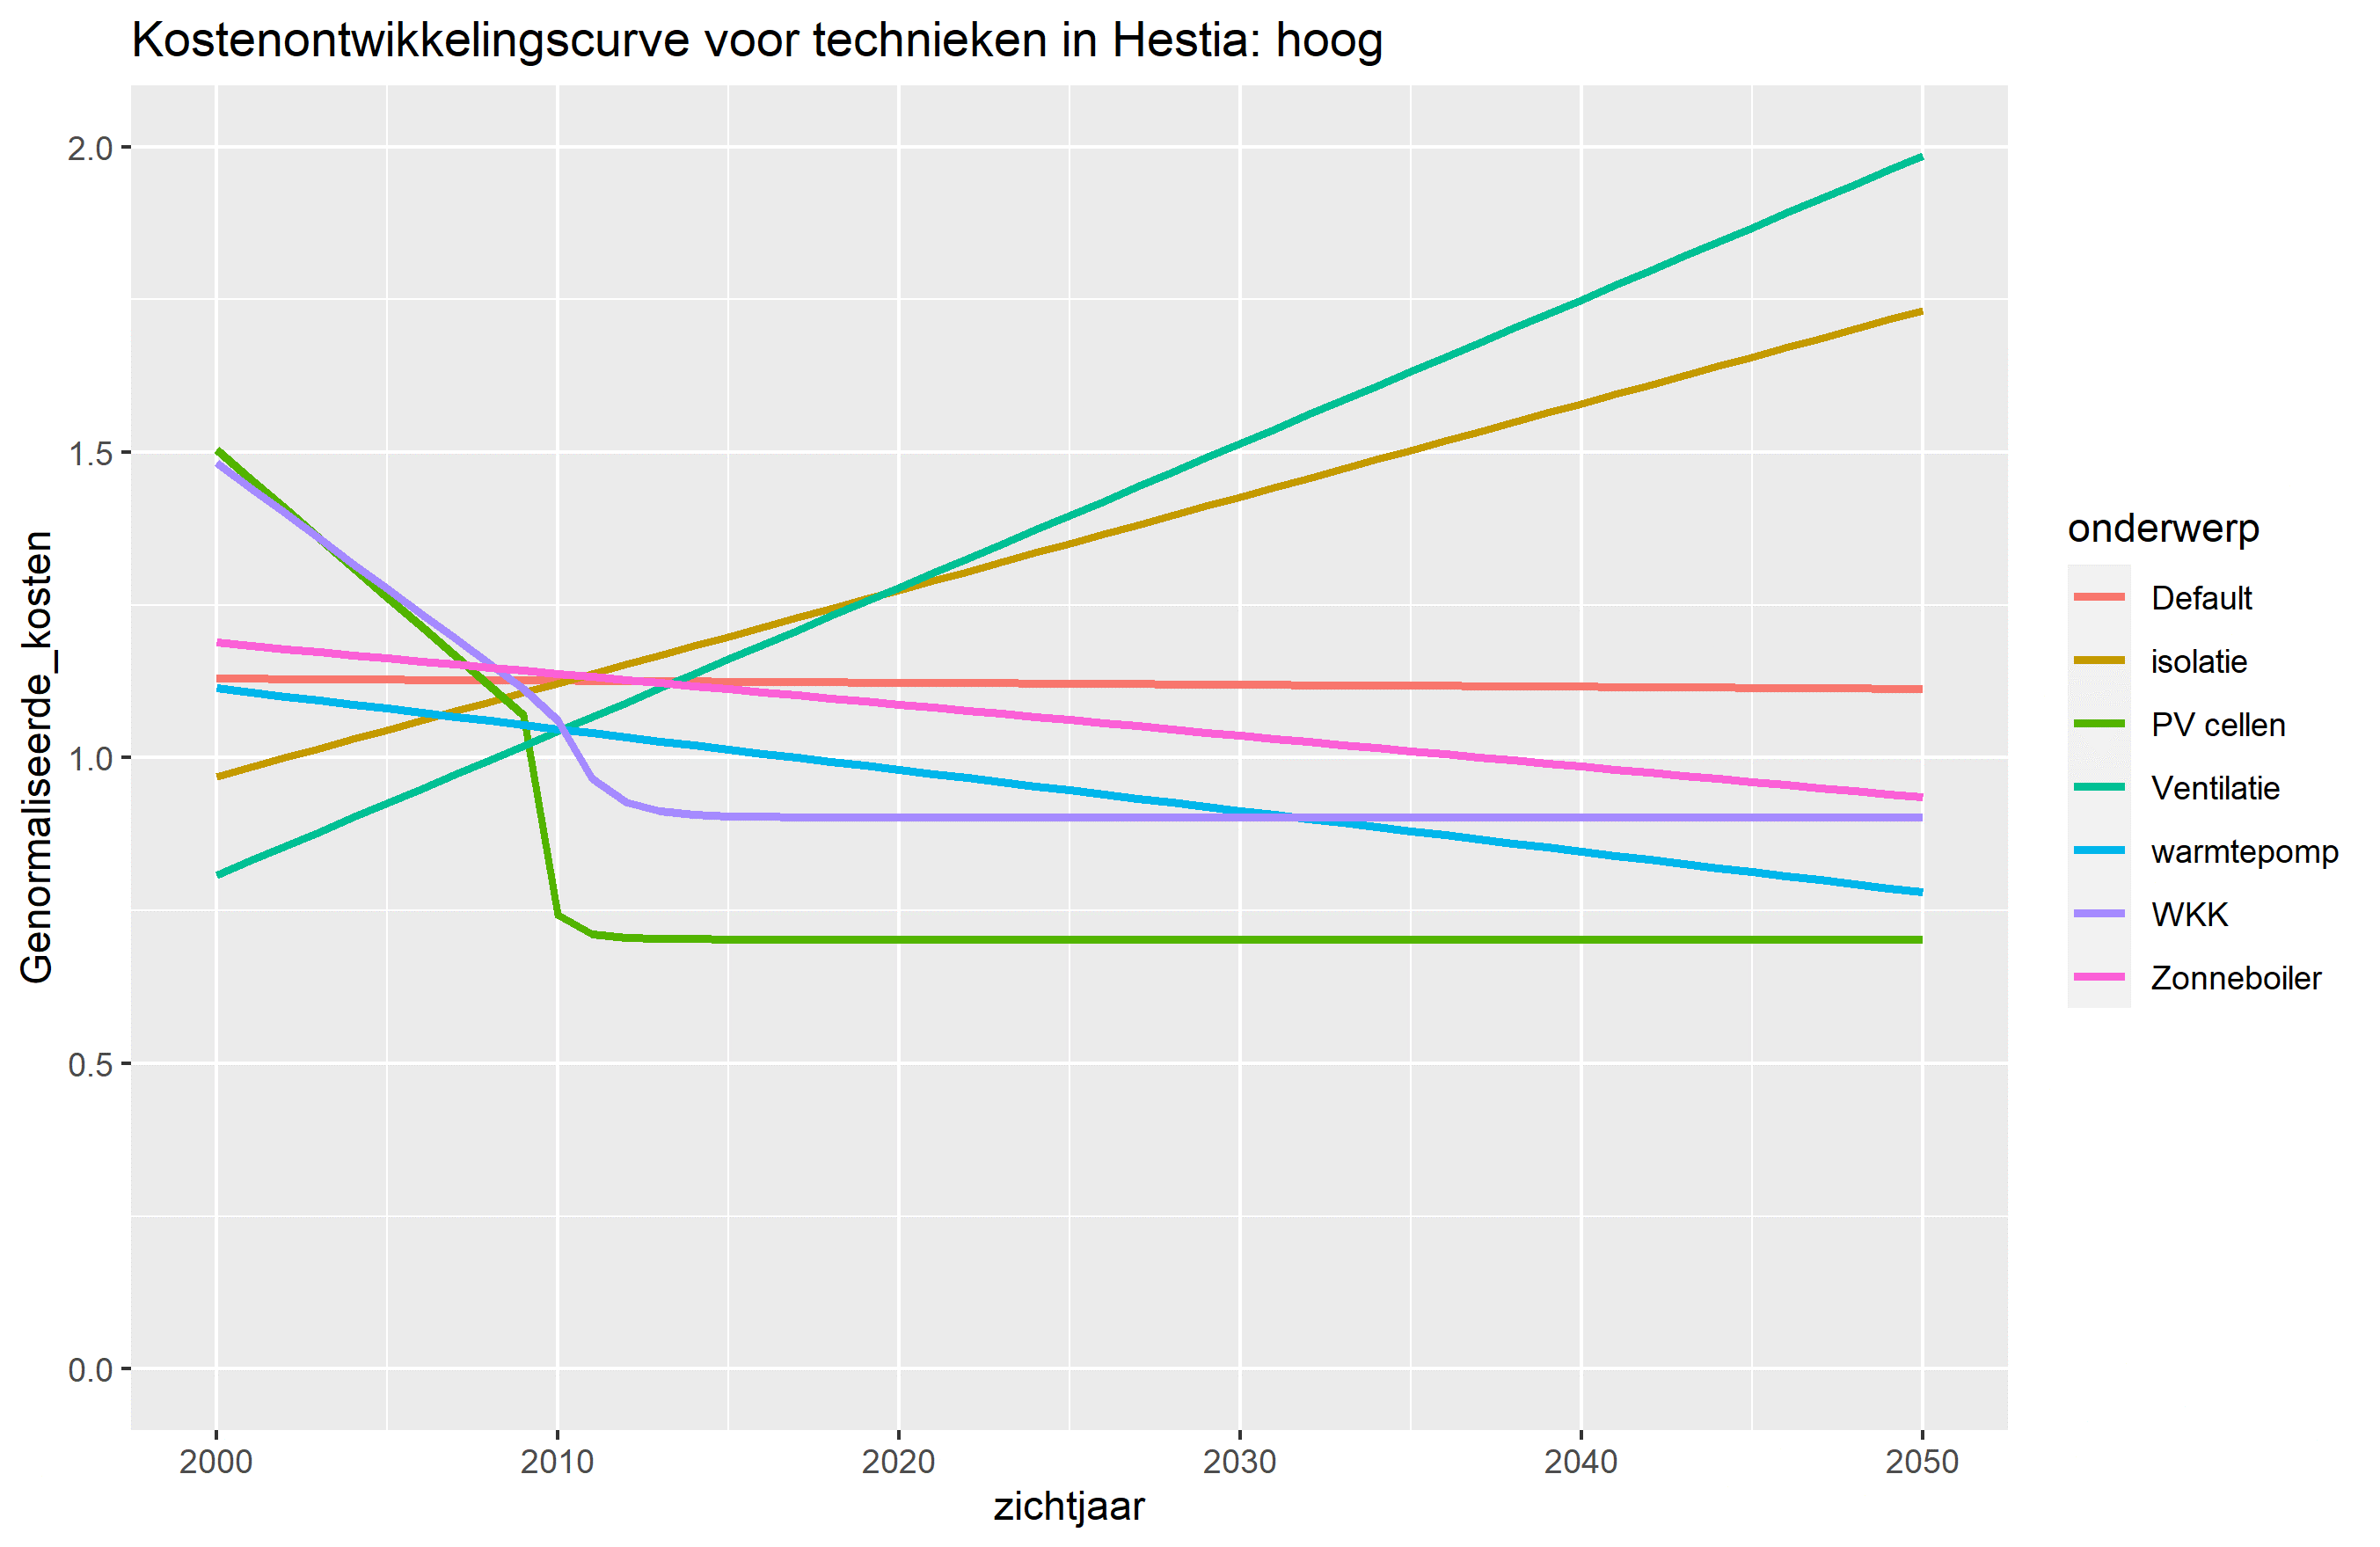 Kostenontwikkelingscurve voor technieken in Hestia: hoog
2.0
1.5
1.0
0.5
0.0
Genormaliseerde_kosten
2000 2010 2020 2030 2040 2050
zichtjaar
onderwerp
Default
isolatie
PV cellen
Ventilatie
warmtepomp
WKK
Zonneboiler